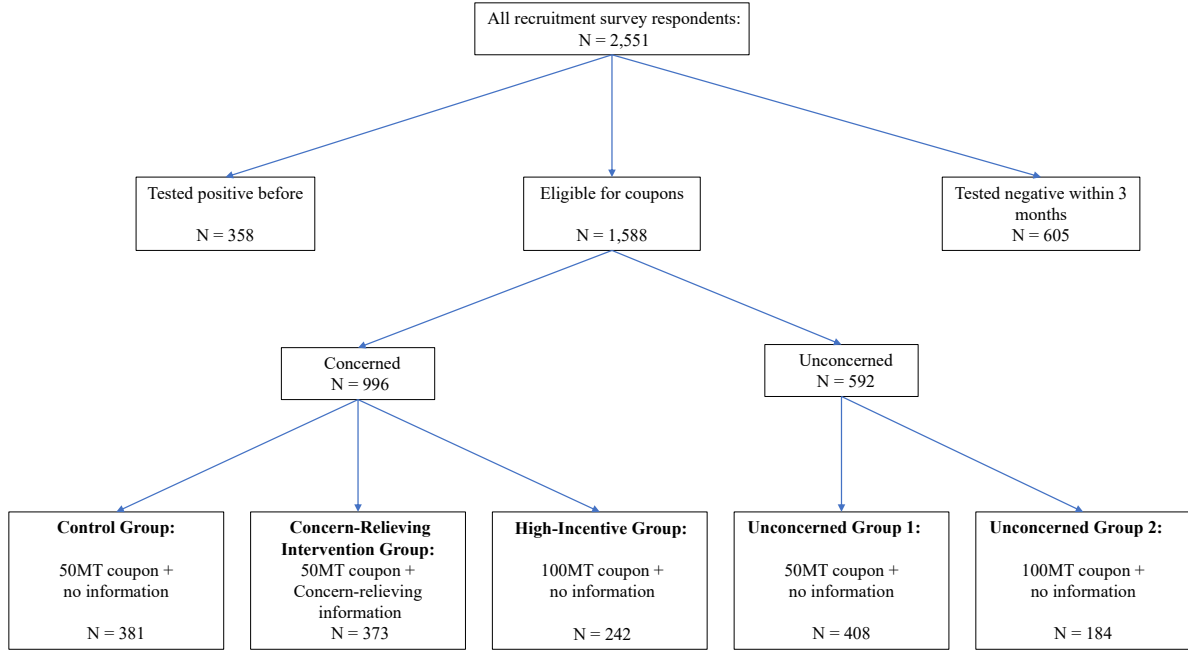 All recruitment survey respondents:
N = 2,551
Tested positive before
N = 358
Eligible for coupons
N = 1,588
Tested negative within 3
months
N = 605
Concerned
N = 996
Unconcerned
N = 592
Control Group:
50MT coupon +
no information
N = 381
Concern-Relieving
Intervention Group:
50MT coupon +
Concern-relieving
information
N = 373
High-Incentive Group:
100MT coupon +
no information
N = 242
Unconcerned Group 1:
50MT coupon +
no information
N = 408
Unconcerned Group 2:
100MT coupon +
no information
N = 184